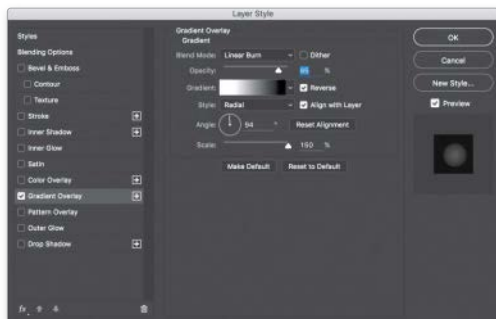 Layer Style
Styles
Blending Options
Bevel & Emboss
Contour
Texture
Stroke
Inner Shadow
Inner Glow
Satin
Color Overlay
Gradient Overlay
Pattern Overlay
Outer Glow
Drop Shadow
fx
Gradient Overlay
Gradient
Blend Mode: Linear Burn
Dither
Opacity: %
Gradient: Reverse
Style: Radial
Align with Layer
Angle: 94 °
Reset Alignment
Scale: 150 %
Make Default
Reset to Default
OK
Cancel
New Style...
Preview